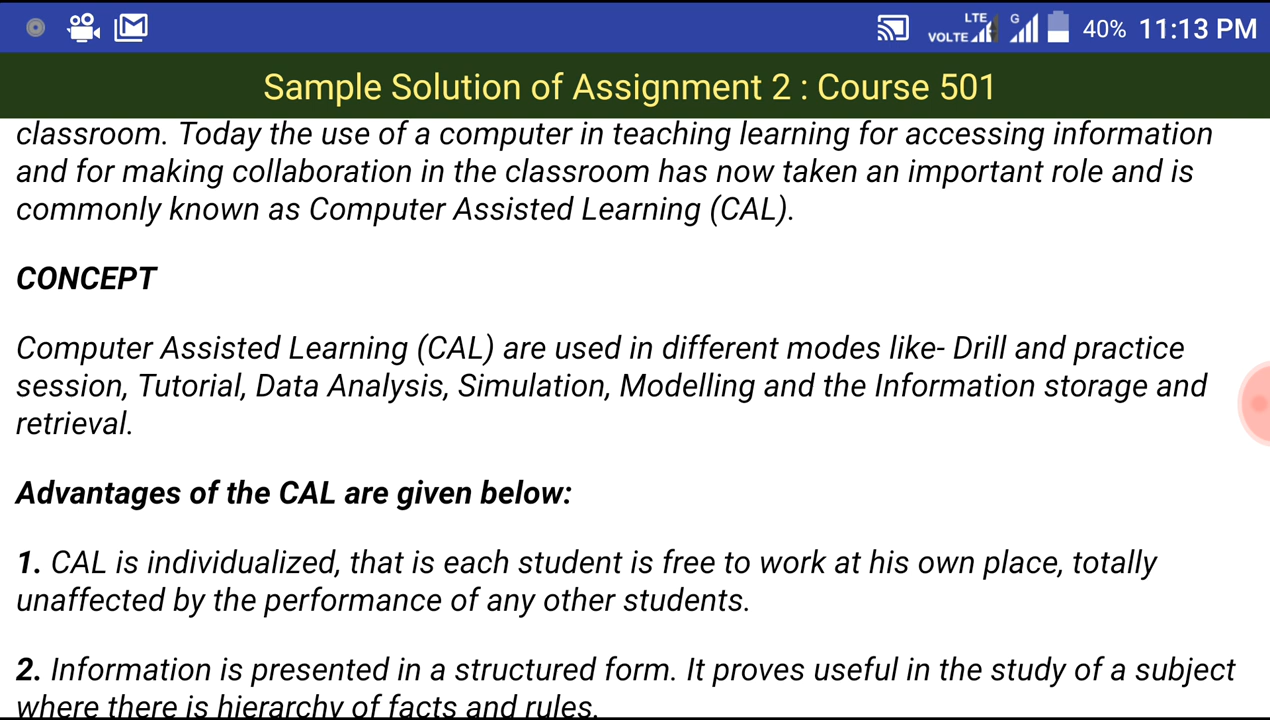 LTE
VOLTE
G
40% 11:13 PM
Sample Solution of Assignment 2 : Course 501
classroom. Today the use of a computer in teaching learning for accessing information
and for making collaboration in the classroom has now taken an important role and is
commonly known as Computer Assisted Learning (CAL).
CONCEPT
Computer Assisted Learning (CAL) are used in different modes like- Drill and practice
session, Tutorial, Data Analysis, Simulation, Modelling and the Information storage and
retrieval.
Advantages of the CAL are given below:
1. CAL is individualized, that is each student is free to work at his own place, totally
unaffected by the performance of any other students.
2. Information is presented in a structured form. It proves useful in the study of a subject
where there is hierarchy of facts and rules.